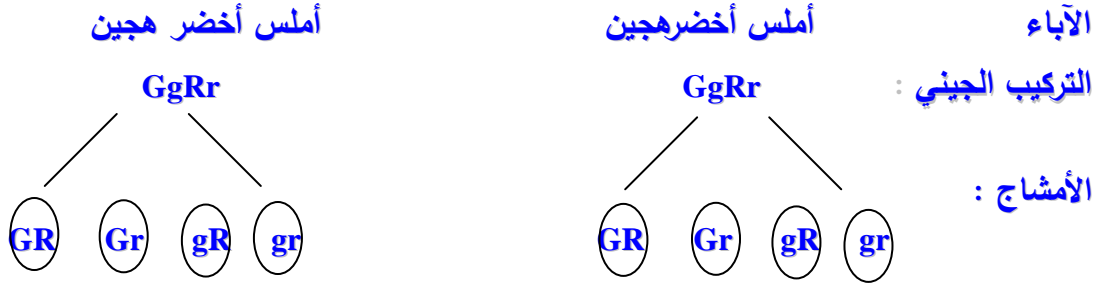 الآباء أملس أخضرهجين أملس أخضر هجين
التركيب الجيني : GgRr GgRr
الأمشاج :
GR Gr gR gr GR Gr gR gr